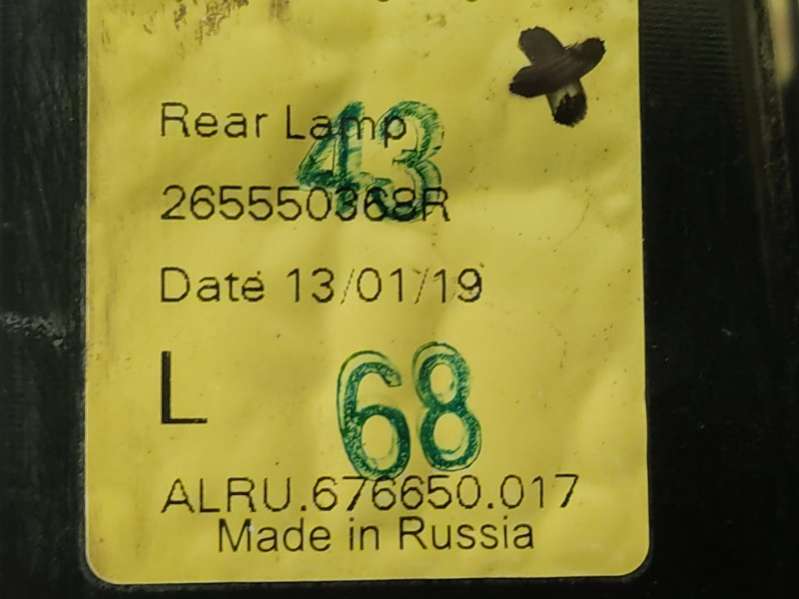 Rear Lamp
43
265550368R
Date 13/01/19
L
68
ALRU.676650.017
Made in Russia